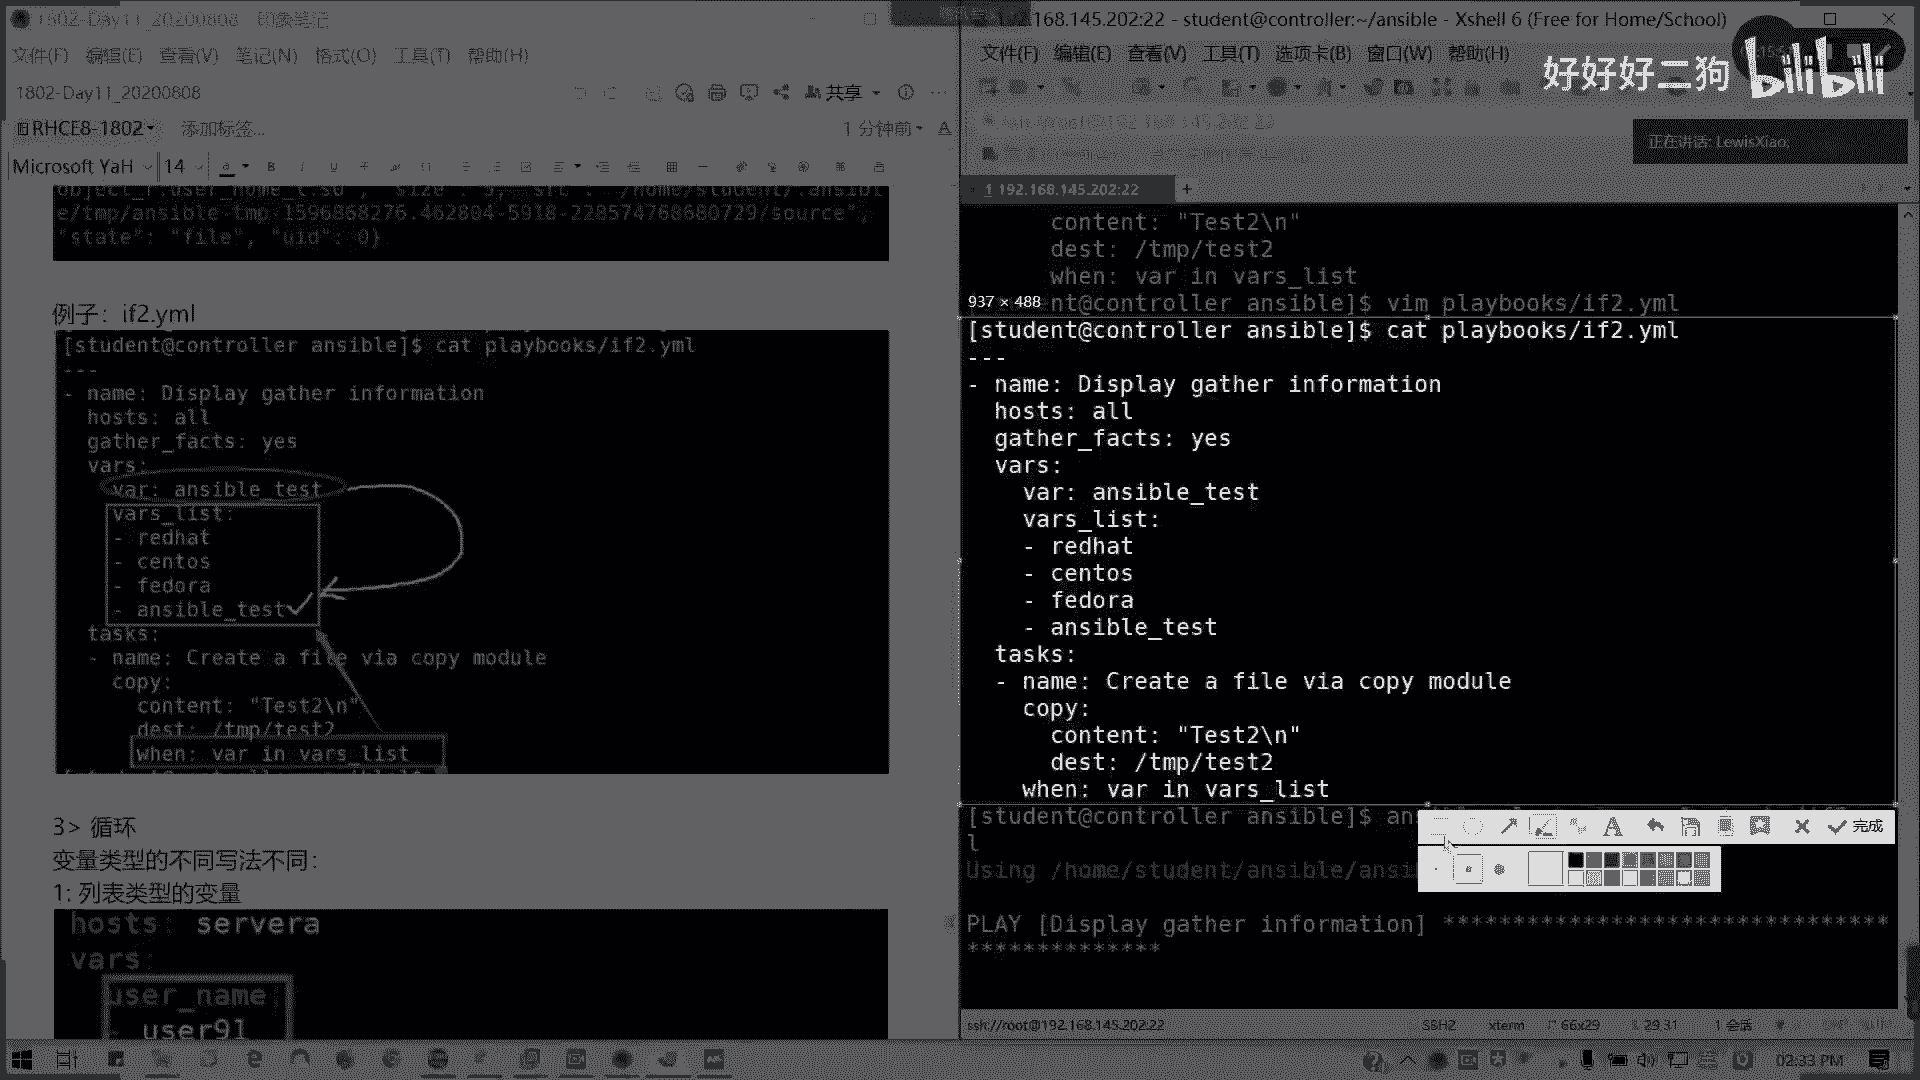 1802-Day11_20200808 - 印象笔记
文件(F) 编辑(E) 查看(V) 笔记(N) 格式(O) 工具(T) 帮助(H)
1802-Day11_20200808
共享
RHCE8-1802
添加标签...
1 分钟前
Microsoft YaH
14
object_r:user_home_t:s0", "size": 5, "src": "/home/student/.ansibl
e/tmp/ansible-tmp-1596868276.462804-5918-228574768680729/source",
"state": "file", "uid": 0}
例子：if2.yml
[student@controller ansible]$ cat playbooks/if2.yml
---
- name: Display gather information
hosts: all
gather_facts: yes
vars:
var: ansible_test
vars_list:
- redhat
- centos
- fedora
- ansible_test
tasks:
- name: Create a file via copy module
copy:
content: "Test2\n"
dest: /tmp/test2
when: var in vars_list
3> 循环
变量类型的不同写法不同：
1: 列表类型的变量
hosts: servera
vars:
user_name:
- user91
192.168.145.202:22 - student@controller:~/ansible - Xshell 6 (Free for Home/School)
文件(F) 编辑(E) 查看(V) 工具(T) 选项卡(B) 窗口(W) 帮助(H)
好好好二狗
bilibili
正在讲话: LewisXiao;
1 192.168.145.202:22
+
content: "Test2\n"
dest: /tmp/test2
when: var in vars_list
937 × 488
nt@controller ansible]$ vim playbooks/if2.yml
[student@controller ansible]$ cat playbooks/if2.yml
---
- name: Display gather information
hosts: all
gather_facts: yes
vars:
var: ansible_test
vars_list:
- redhat
- centos
- fedora
- ansible_test
tasks:
- name: Create a file via copy module
copy:
content: "Test2\n"
dest: /tmp/test2
when: var in vars_list
[student@controller ansible]$ an
l
完成
Using /home/student/ansible/ansi
PLAY [Display gather information] ********************************
**************
ssh://root@192.168.145.202:22
SSH2
xterm
66x29
29,31
1 会话
02:33 PM